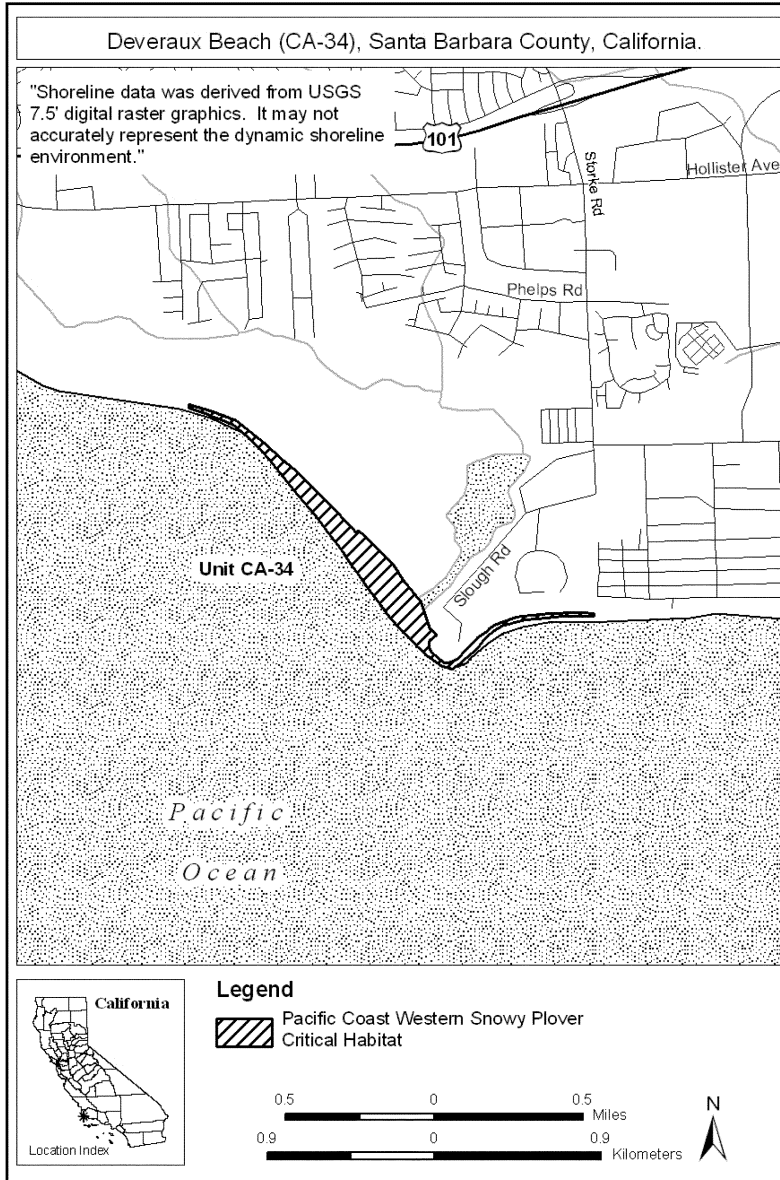 Deveraux Beach (CA-34), Santa Barbara County, California.
"Shoreline data was derived from USGS
7.5' digital raster graphics. It may not
accurately represent the dynamic shoreline
environment."
101
Storke Rd
Hollister Ave
Phelps Rd
Unit CA-34
Slough Rd
Pacific
Ocean
California
Location Index
Legend
Pacific Coast Western Snowy Plover
Critical Habitat
0.5 0 0.5
Miles
0.9 0 0.9
Kilometers
N